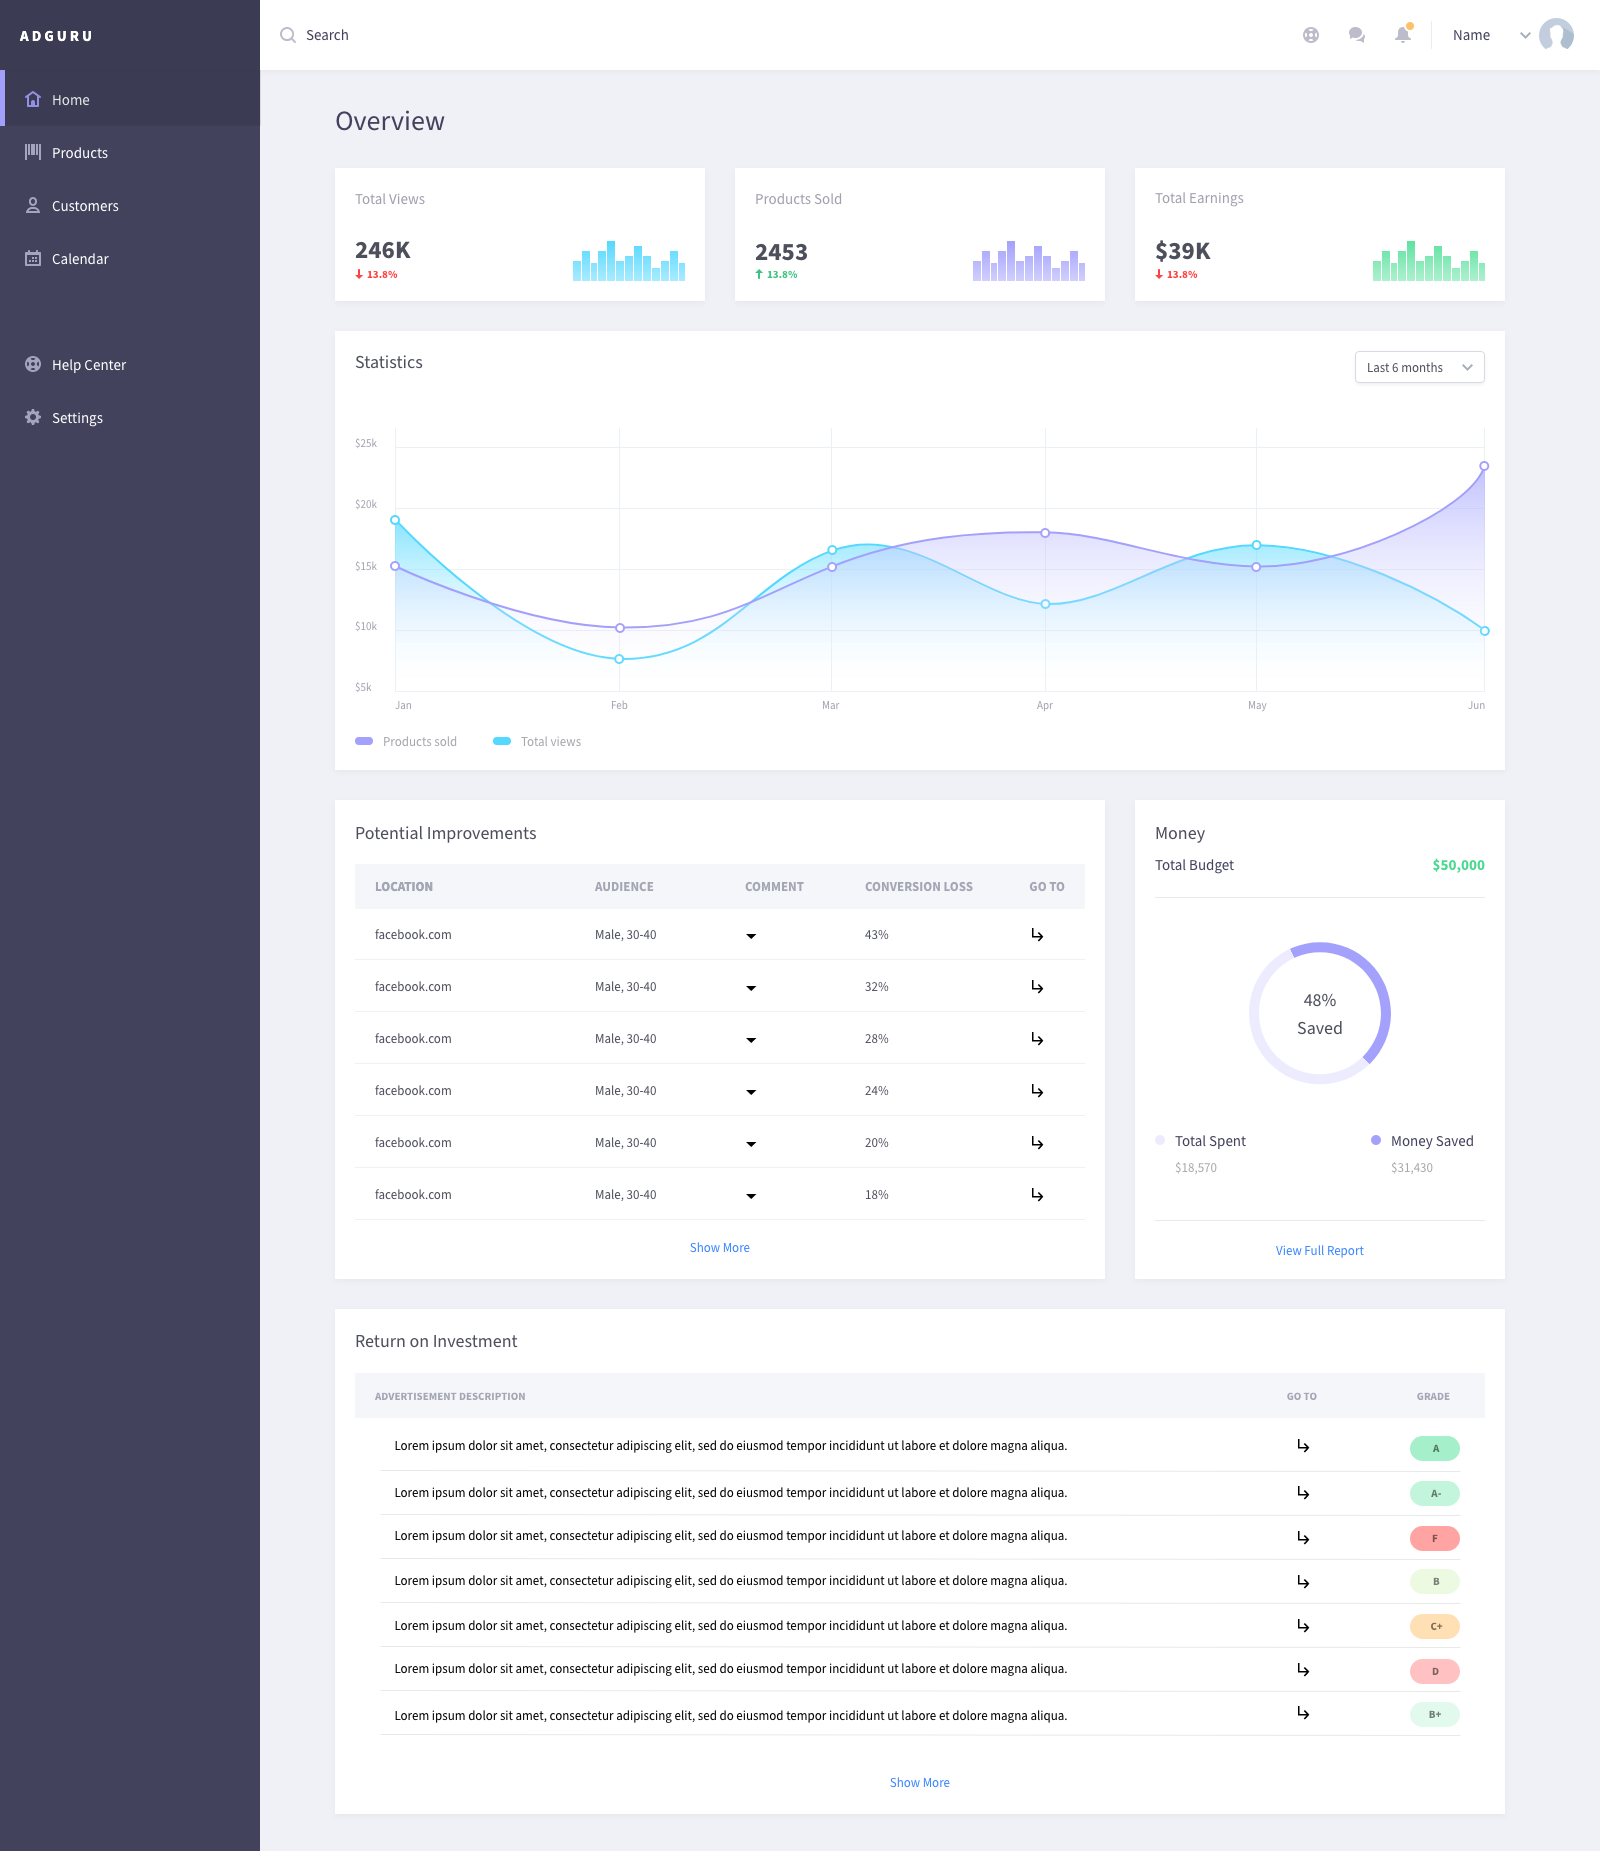 ADGURU
Search
Name
Home
Products
Customers
Calendar
Help Center
Settings
Overview
Total Views
246K
13.8%
Products Sold
2453
13.8%
Total Earnings
$39K
13.8%
Statistics
Last 6 months
$25k
$20k
$15k
$10k
$5k
Jan Feb Mar Apr May Jun
Products sold Total views
Potential Improvements
LOCATION AUDIENCE COMMENT CONVERSION LOSS GO TO
facebook.com Male, 30-40 43%
facebook.com Male, 30-40 32%
facebook.com Male, 30-40 28%
facebook.com Male, 30-40 24%
facebook.com Male, 30-40 20%
facebook.com Male, 30-40 18%
Show More
Money
Total Budget $50,000
48%
Saved
Total Spent Money Saved
$18,570 $31,430
View Full Report
Return on Investment
ADVERTISEMENT DESCRIPTION GO TO GRADE
Lorem ipsum dolor sit amet, consectetur adipiscing elit, sed do eiusmod tempor incididunt ut labore et dolore magna aliqua. A
Lorem ipsum dolor sit amet, consectetur adipiscing elit, sed do eiusmod tempor incididunt ut labore et dolore magna aliqua. A-
Lorem ipsum dolor sit amet, consectetur adipiscing elit, sed do eiusmod tempor incididunt ut labore et dolore magna aliqua. F
Lorem ipsum dolor sit amet, consectetur adipiscing elit, sed do eiusmod tempor incididunt ut labore et dolore magna aliqua. B
Lorem ipsum dolor sit amet, consectetur adipiscing elit, sed do eiusmod tempor incididunt ut labore et dolore magna aliqua. C+
Lorem ipsum dolor sit amet, consectetur adipiscing elit, sed do eiusmod tempor incididunt ut labore et dolore magna aliqua. D
Lorem ipsum dolor sit amet, consectetur adipiscing elit, sed do eiusmod tempor incididunt ut labore et dolore magna aliqua. B+
Show More